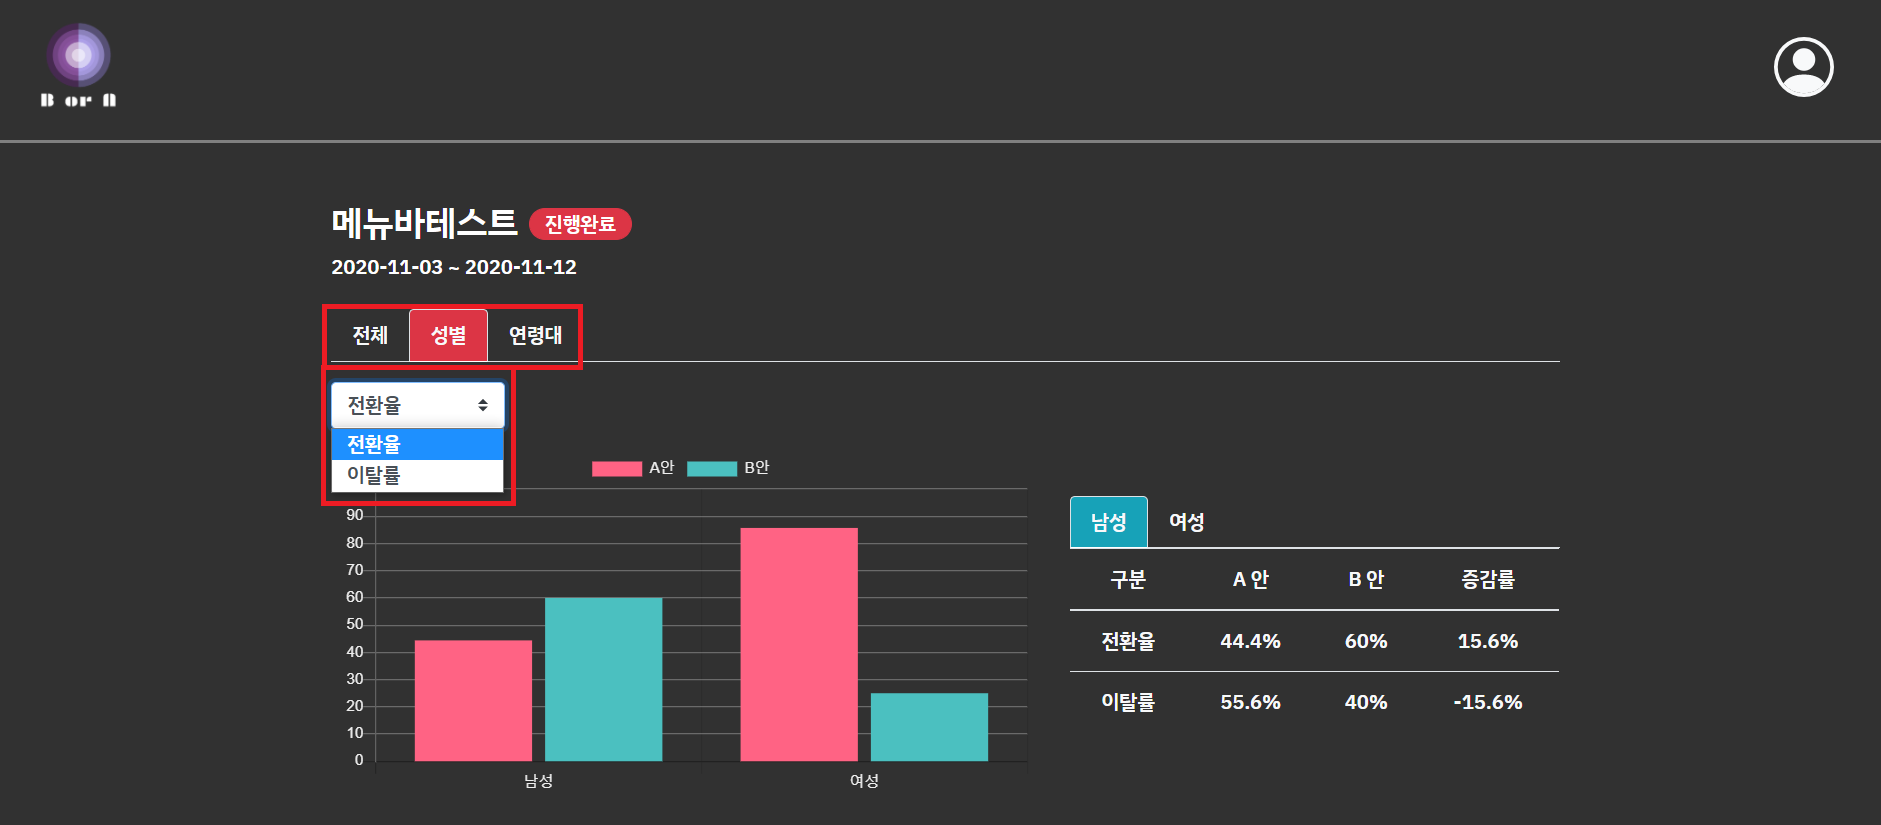 B or A
메뉴바테스트 진행완료
2020-11-03 ~ 2020-11-12
전체 성별 연령대
전환율
전환율
이탈률
A안 B안
90
80
70
60
50
40
30
20
10
0
남성 여성
남성 여성
구분 A 안 B 안 증감률
전환율 44.4% 60% 15.6%
이탈률 55.6% 40% -15.6%